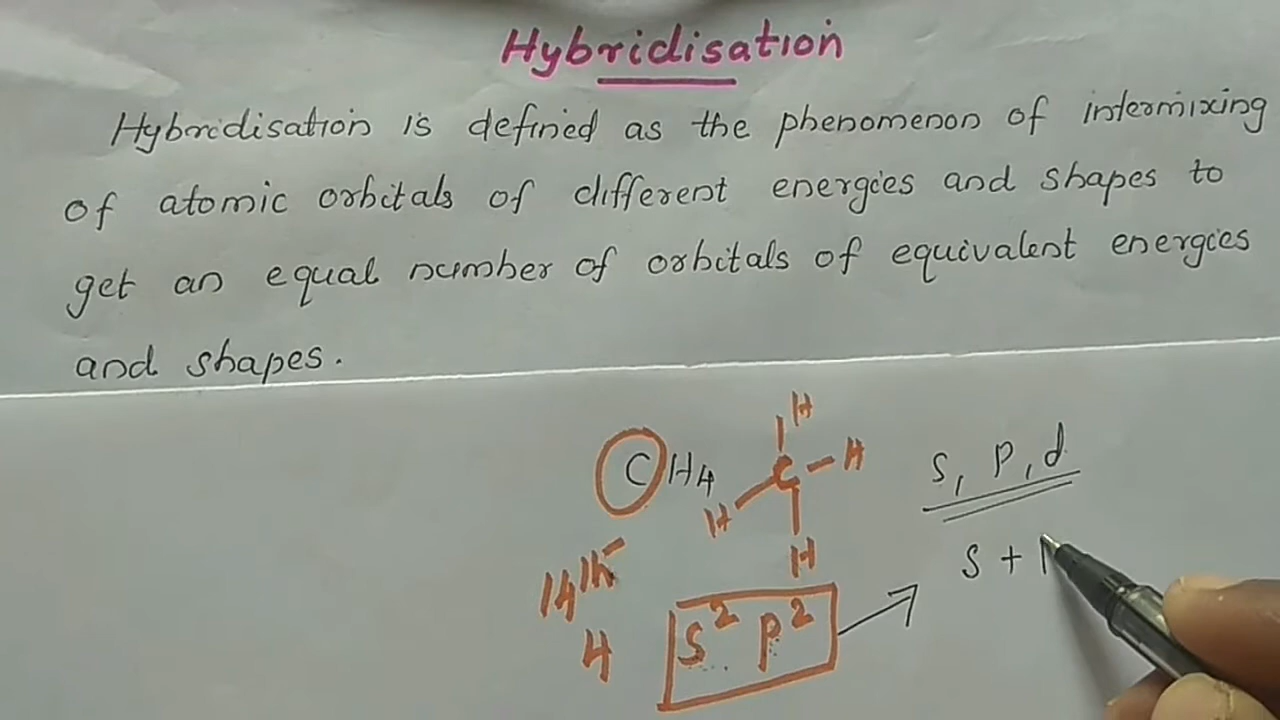 Hybridisation
Hybridisation is defined as the phenomenon of intermixing
of atomic orbitals of different energies and shapes to
get an equal number of orbitals of equivalent energies
and shapes.
H
CH4 C H
H
H
s, p, d
s +
14th
4
s² p²